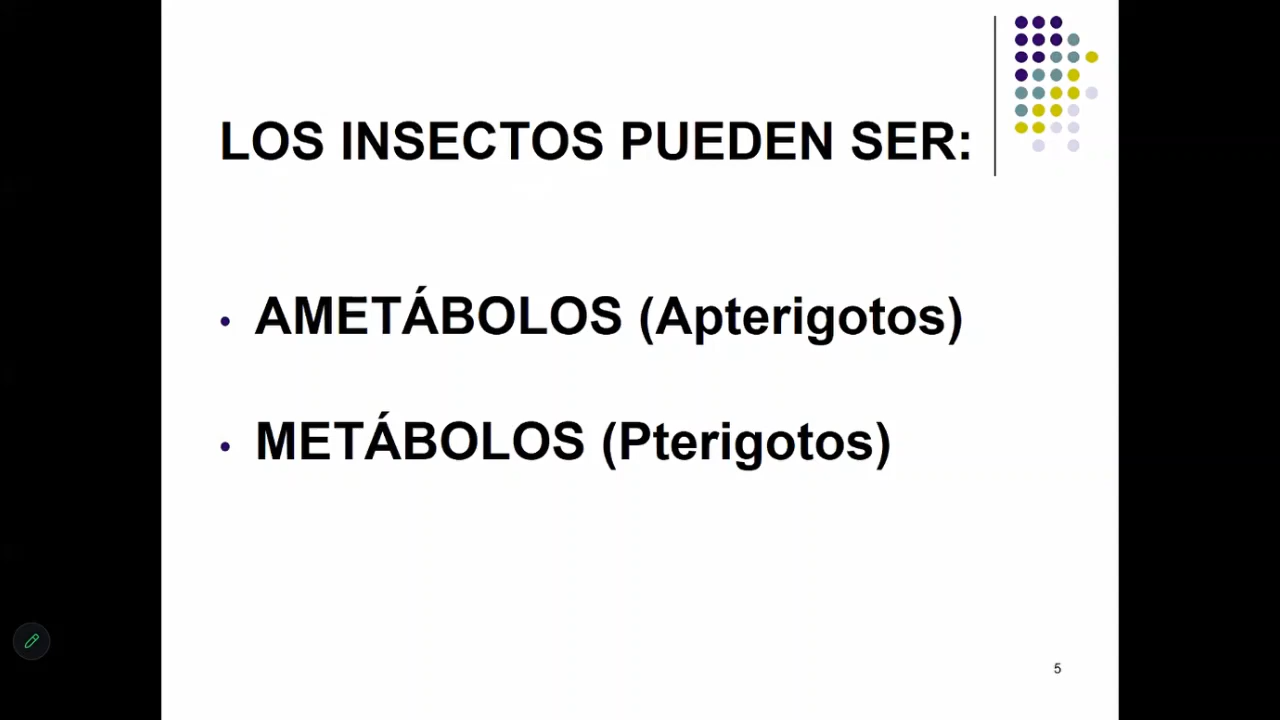 LOS INSECTOS PUEDEN SER:
• AMETÁBOLOS (Apterigotos)
• METÁBOLOS (Pterigotos)
5